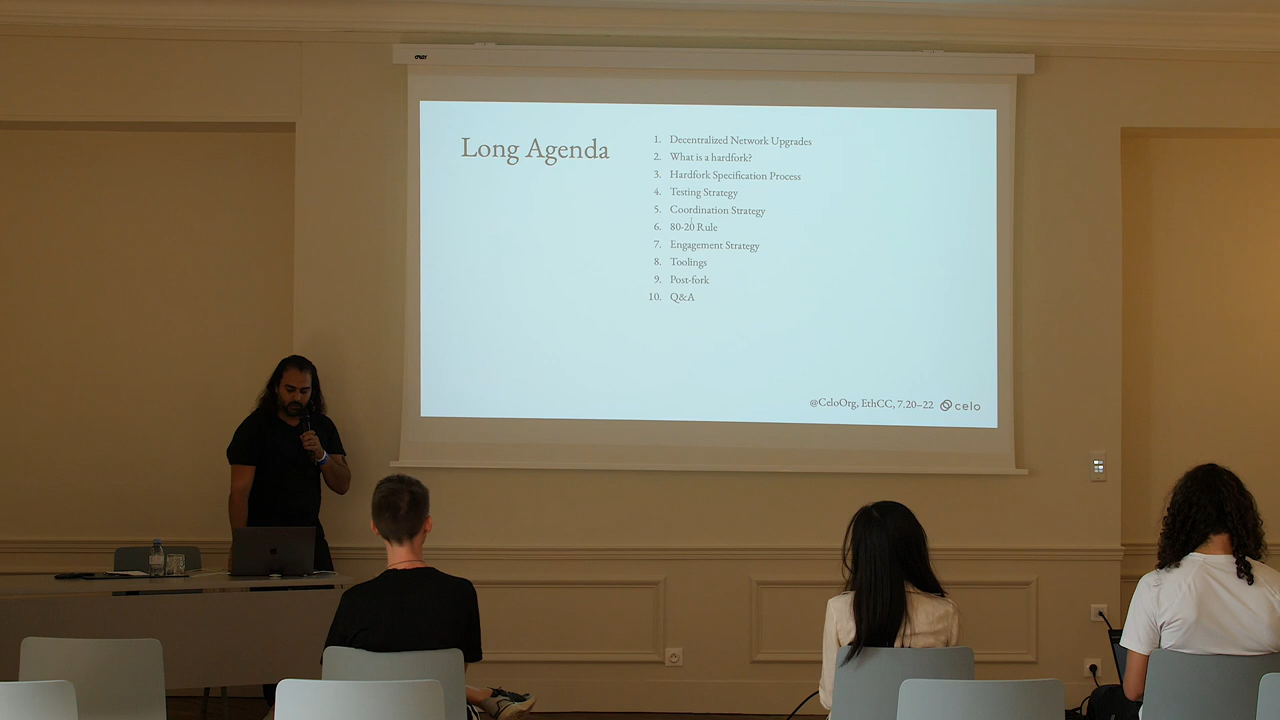 Long Agenda
1. Decentralized Network Upgrades
2. What is a hardfork?
3. Hardfork Specification Process
4. Testing Strategy
5. Coordination Strategy
6. 80-20 Rule
7. Engagement Strategy
8. Toolings
9. Post-fork
10. Q&A
@CeloOrg, EthCC, 7.20–22 celo